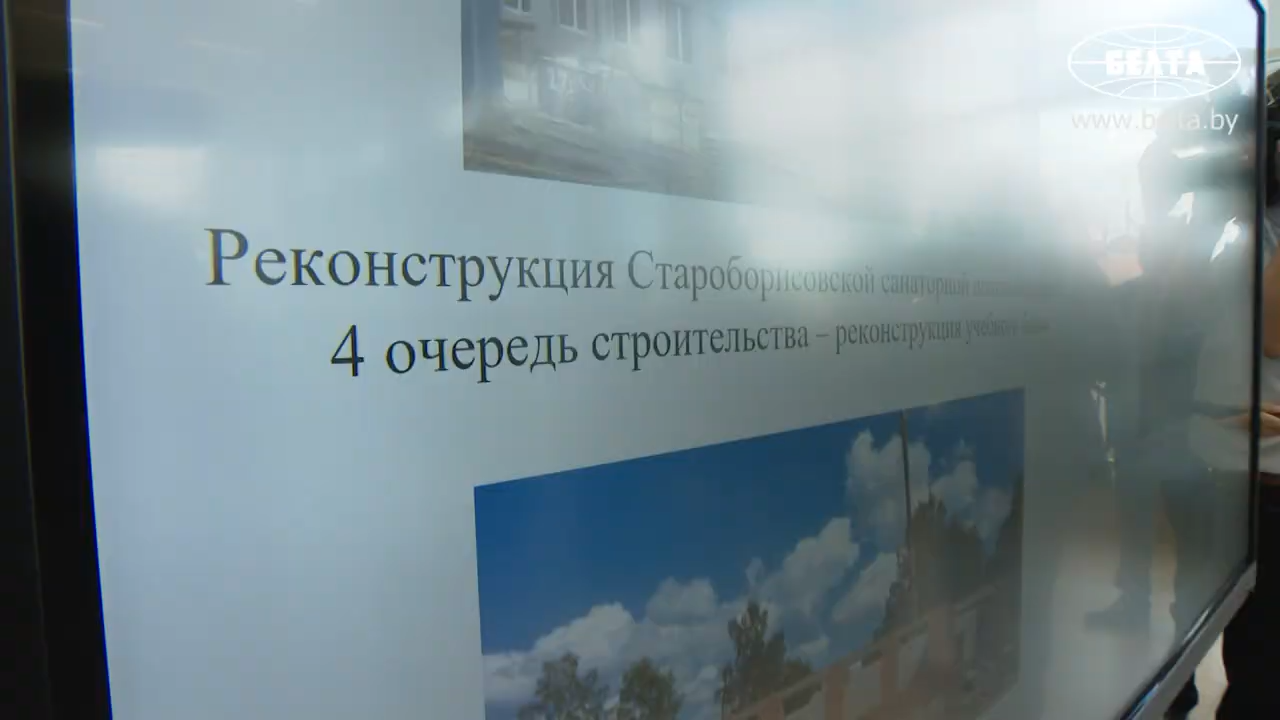 БЕЛТА
www.belta.by
Реконструкция Староборисовской санаторной
4 очередь строительства – реконструкция учебного